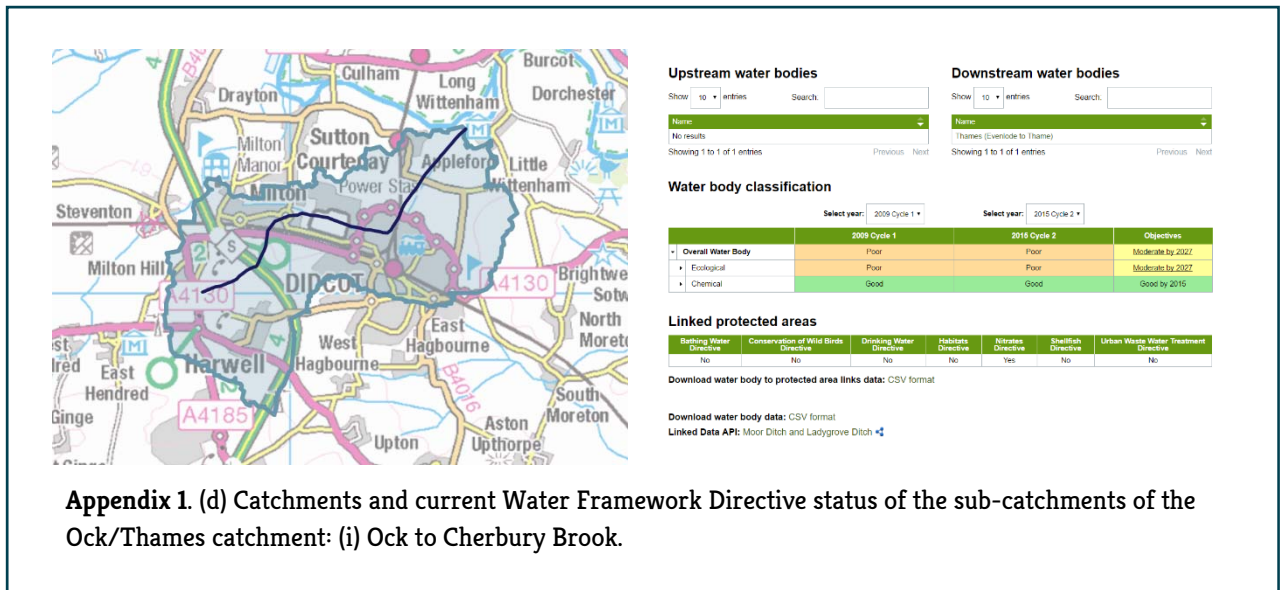 Burcot
Culham
Long
Wittenham
Dorchester
Drayton
Milton
Manor
Sutton
Courtenay
Appleford
Little
Wittenham
Power Sta
Milton
Steventon
S
Milton Hill
A4130
DIDCOT
A4130
Brightwe
Sotw
North
Moret
East
Hagbourne
West
Hagbourne
Harwell
East
Hendred
Ginge
A4185
B4016
South
Moreton
Aston
Upthorpe
Upton
Upstream water bodies
Show 10 entries Search:
Name
No results
Showing 1 to 1 of 1 entries Previous Next
Downstream water bodies
Show 10 entries Search:
Name
Thames (Evenlode to Thame)
Showing 1 to 1 of 1 entries Previous Next
Water body classification
Select year: 2009 Cycle 1 Select year: 2015 Cycle 2
2009 Cycle 1 2015 Cycle 2 Objectives
Overall Water Body Poor Poor Moderate by 2027
Ecological Poor Poor Moderate by 2027
Chemical Good Good Good by 2015
Linked protected areas
Bathing Water Directive Conservation of Wild Birds Directive Drinking Water Directive Habitats Directive Nitrates Directive Shellfish Directive Urban Waste Water Treatment Directive
No No No No Yes No No
Download water body to protected area links data: CSV format
Download water body data: CSV format
Linked Data API: Moor Ditch and Ladygrove Ditch
Appendix 1. (d) Catchments and current Water Framework Directive status of the sub-catchments of the
Ock/Thames catchment: (i) Ock to Cherbury Brook.